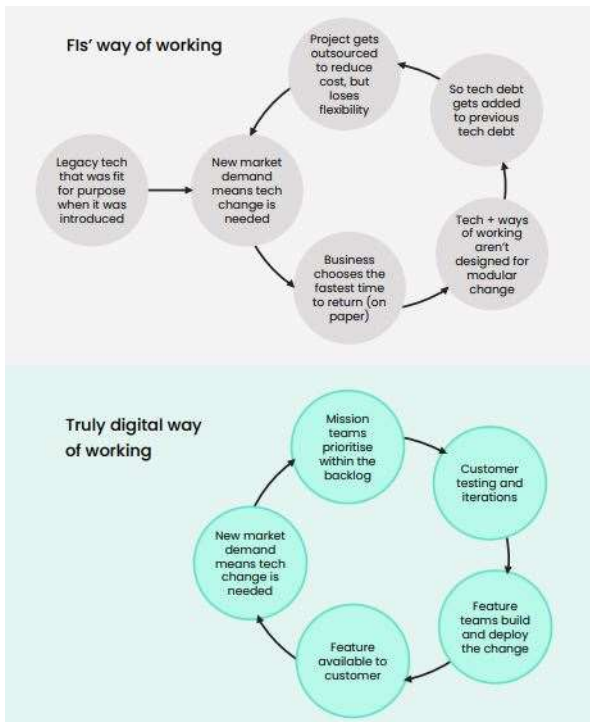 FIs' way of working
Legacy tech
that was fit
for purpose
when it was
introduced
New market
demand
means tech
change is
needed
Business
chooses the
fastest time
to return (on
paper)
Tech + ways
of working
aren't
designed for
modular
change
So tech debt
gets added
to previous
tech debt
Project gets
outsourced
to reduce
cost, but
loses
flexibility
Truly digital way
of working
New market
demand
means tech
change is
needed
Mission
teams
prioritise
within the
backlog
Customer
testing and
iterations
Feature
teams build
and deploy
the change
Feature
available to
customer